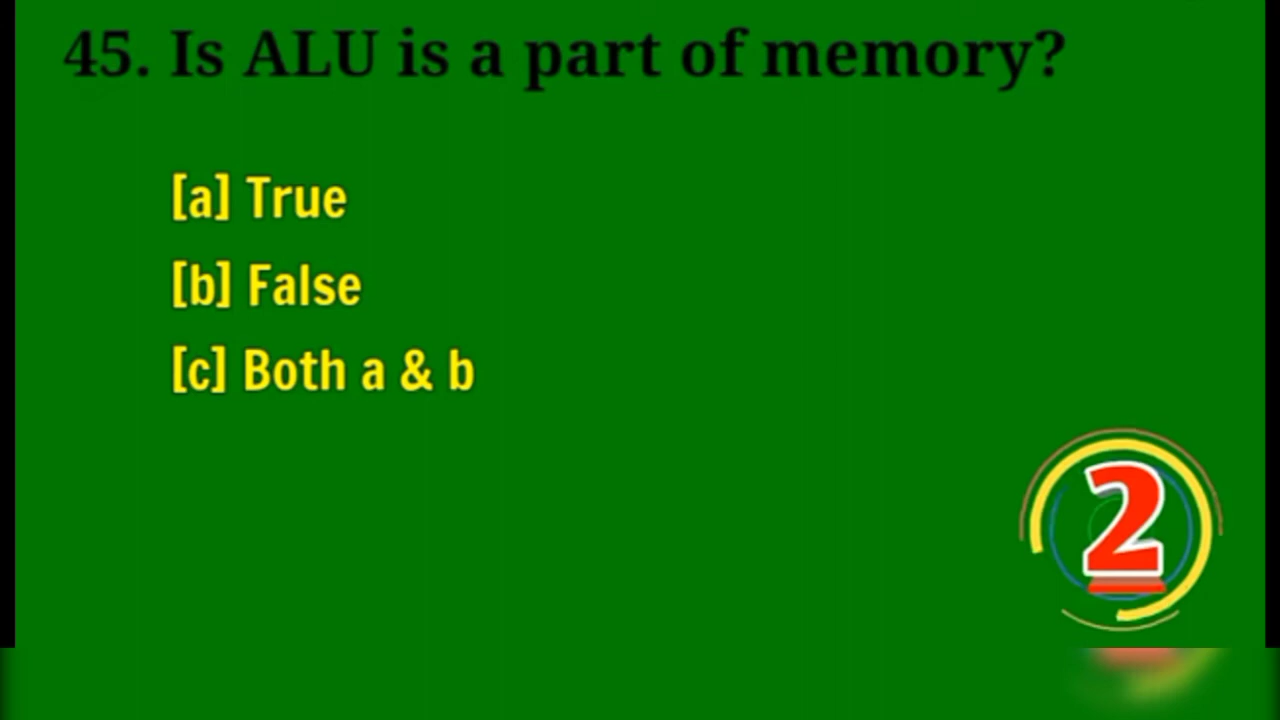 45. Is ALU is a part of memory?
[a] True
[b] False
[c] Both a & b
2